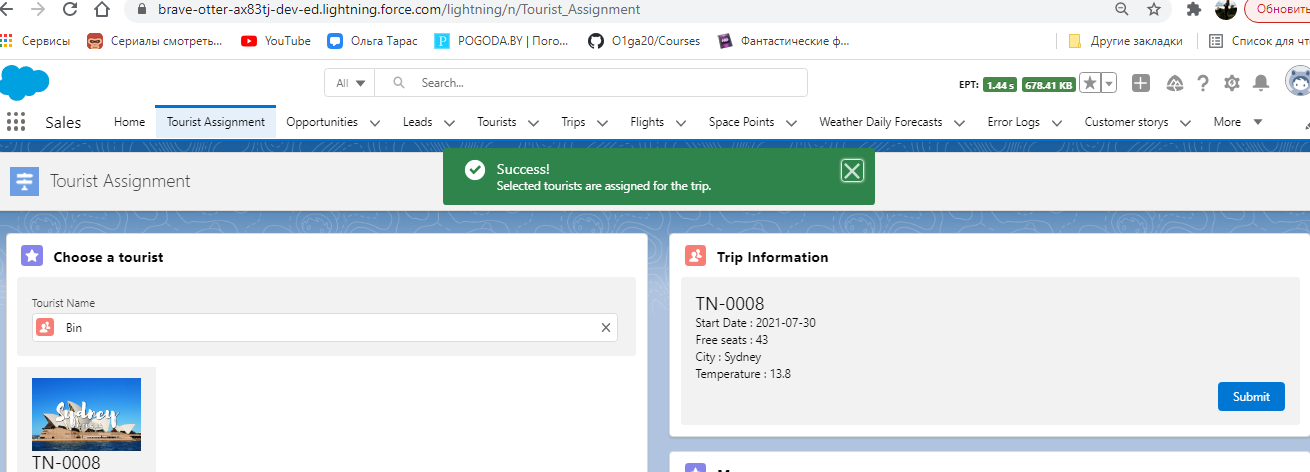 brave-otter-ax83tj-dev-ed.lightning.force.com/lightning/n/Tourist_Assignment
Обновить
Сервисы
Сериалы смотреть...
YouTube
Ольга Тарас
POGODA.BY | Пого...
O1ga20/Courses
Фантастические ф...
Другие закладки
Список для
All
Search...
EPT: 1.44 s 678.41 KB
Sales
Home
Tourist Assignment
Opportunities
Leads
Tourists
Trips
Flights
Space Points
Weather Daily Forecasts
Error Logs
Customer storys
More
Success!
Selected tourists are assigned for the trip.
Tourist Assignment
Choose a tourist
Tourist Name
Bin
Sydney
TN-0008
Trip Information
TN-0008
Start Date : 2021-07-30
Free seats : 43
City : Sydney
Temperature : 13.8
Submit